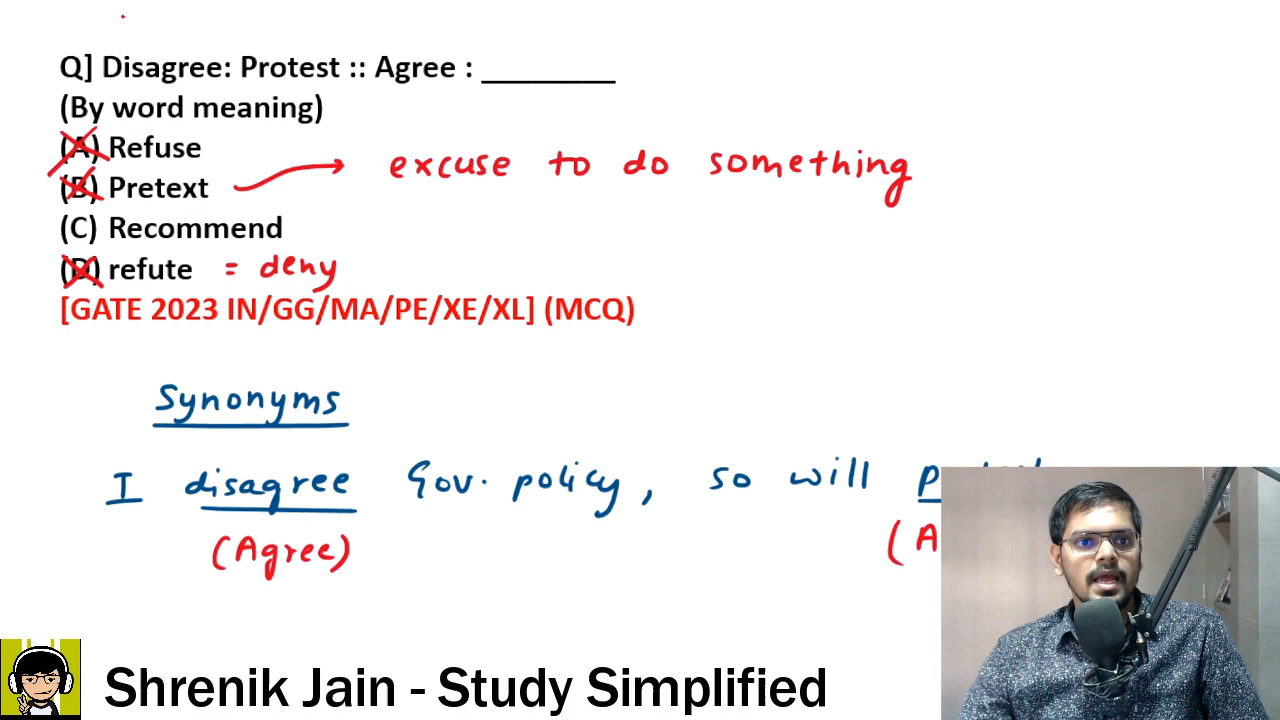 Q] Disagree: Protest :: Agree : _________
(By word meaning)
(A) Refuse
excuse to do something
(B) Pretext
(C) Recommend
(D) refute = deny
[GATE 2023 IN/GG/MA/PE/XE/XL] (MCQ)
Synonyms
I disagree Gov. policy, so will
(Agree) (A
Shrenik Jain - Study Simplified